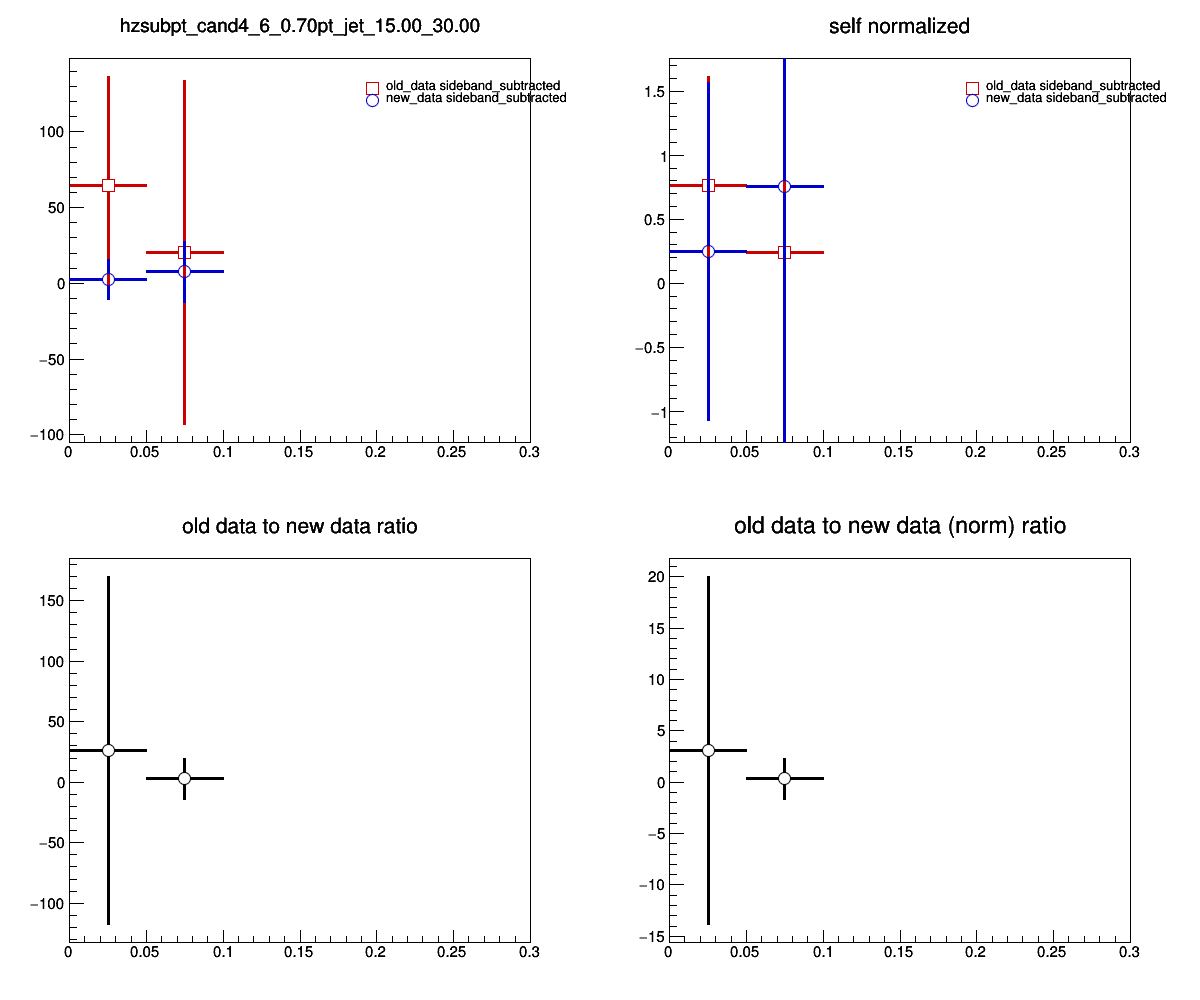 hzsubpt_cand4_6_0.70pt_jet_15.00_30.00
old_data sideband_subtracted
new_data sideband_subtracted
100
50
0
−50
−100
0 0.05 0.1 0.15 0.2 0.25 0.3
self normalized
old_data sideband_subtracted
new_data sideband_subtracted
1.5
1
0.5
0
−0.5
−1
0 0.05 0.1 0.15 0.2 0.25 0.3
old data to new data ratio
150
100
50
0
−50
−100
0 0.05 0.1 0.15 0.2 0.25 0.3
old data to new data (norm) ratio
20
15
10
5
0
−5
−10
−15
0 0.05 0.1 0.15 0.2 0.25 0.3